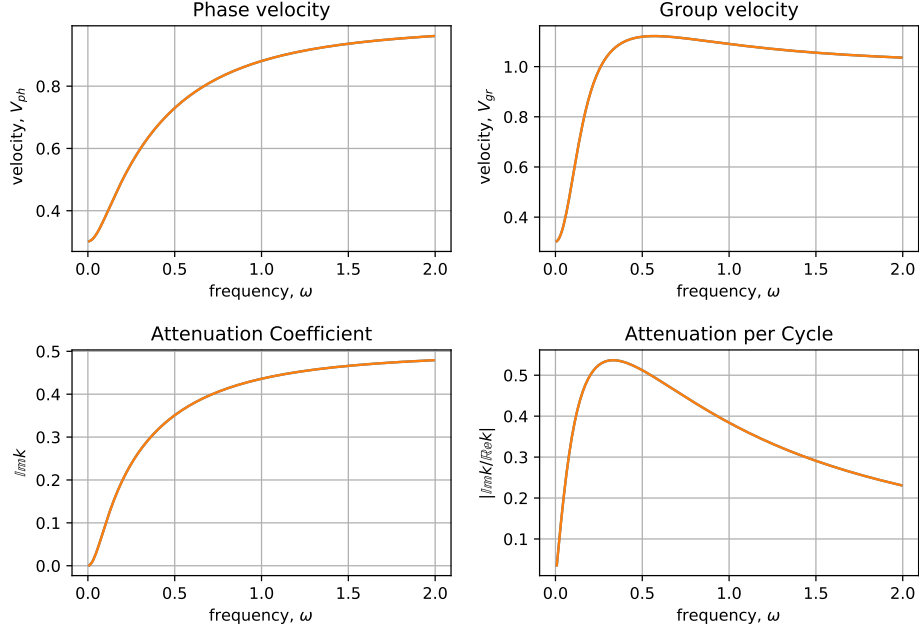 Phase velocity
velocity, V_{ph}
0.8
0.6
0.4
0.0 0.5 1.0 1.5 2.0
frequency, ω
Group velocity
velocity, V_{gr}
1.0
0.8
0.6
0.4
0.0 0.5 1.0 1.5 2.0
frequency, ω
Attenuation Coefficient
𝕀𝕞k
0.5
0.4
0.3
0.2
0.1
0.0
0.0 0.5 1.0 1.5 2.0
frequency, ω
Attenuation per Cycle
|𝕀𝕞k/ℝ𝕖k|
0.5
0.4
0.3
0.2
0.1
0.0 0.5 1.0 1.5 2.0
frequency, ω